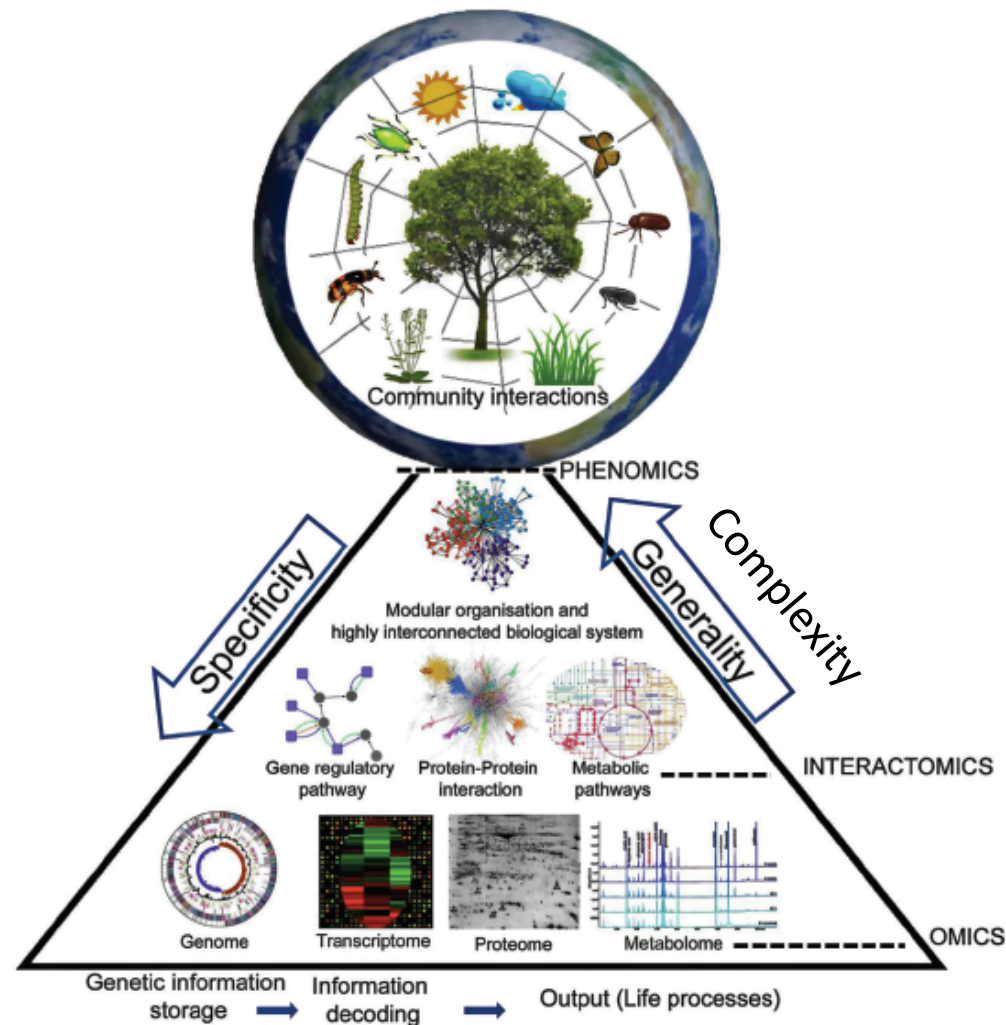 Community interactions
PHENOMICS
Specificity
Generality
Complexity
Modular organisation and
highly interconnected biological system
Gene regulatory
pathway
Protein-Protein
interaction
Metabolic
pathways
INTERACTOMICS
Genome
Transcriptome
Proteome
Metabolome
OMICS
Genetic information
storage
Information
decoding
Output (Life processes)